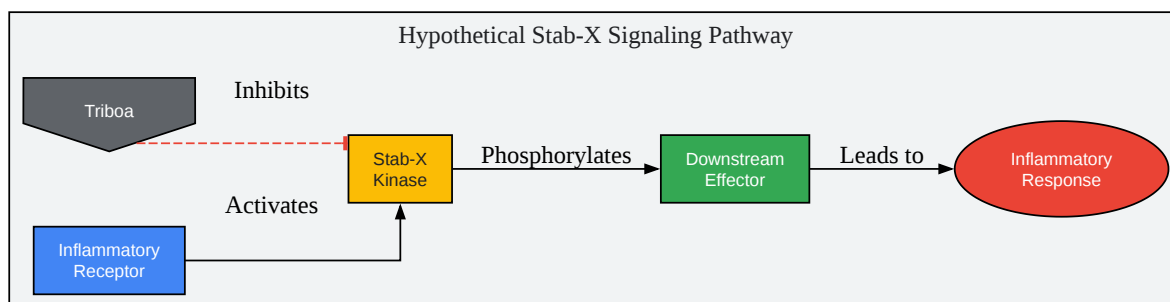 Hypothetical Stab-X Signaling Pathway
Triboa
Inhibits
Stab-X
Kinase
Phosphorylates
Downstream
Effector
Leads to
Inflammatory
Response
Activates
Inflammatory
Receptor